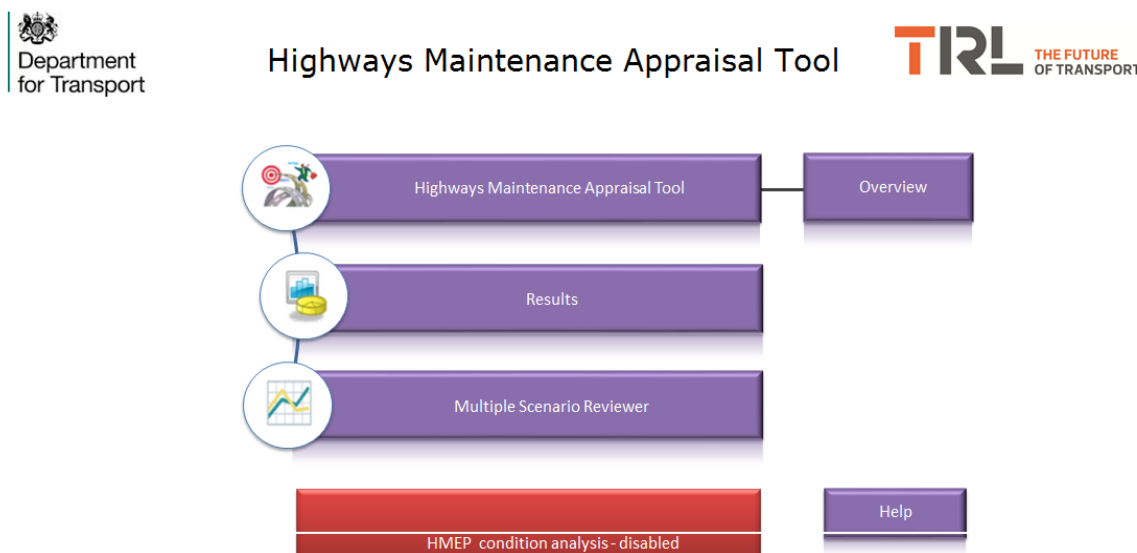 Department
for Transport
Highways Maintenance Appraisal Tool
TRL
THE FUTURE
OF TRANSPORT
Highways Maintenance Appraisal Tool
Overview
Results
Multiple Scenario Reviewer
Help
HMEP condition analysis - disabled